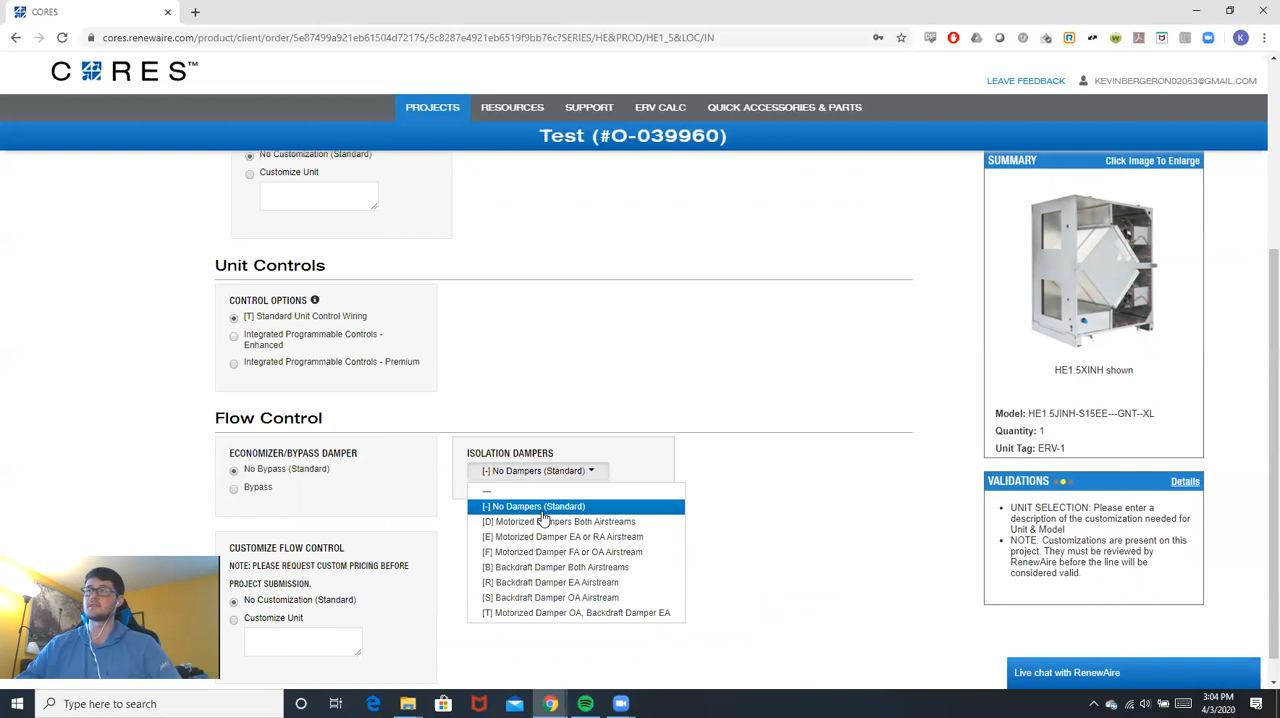 CORES
cores.renewaire.com/product/client/order/5e87499a921eb61504d72175/5c8287e4921eb6519f9bb76c?SERIES/HE&PROD/HE1_5&LOC/IN
K
CORES™
LEAVE FEEDBACK
KEVINBERGERON02053@GMAIL.COM
PROJECTS
RESOURCES
SUPPORT
ERV CALC
QUICK ACCESSORIES & PARTS
Test (#O-039960)
No Customization (Standard)
Customize Unit
Unit Controls
CONTROL OPTIONS
[T] Standard Unit Control Wiring
Integrated Programmable Controls -
Enhanced
Integrated Programmable Controls - Premium
Flow Control
ECONOMIZER/BYPASS DAMPER
No Bypass (Standard)
Bypass
ISOLATION DAMPERS
[-] No Dampers (Standard)
—
[-] No Dampers (Standard)
[D] Motorized Dampers Both Airstreams
[E] Motorized Damper EA or RA Airstream
[F] Motorized Damper FA or OA Airstream
[B] Backdraft Damper Both Airstreams
[R] Backdraft Damper EA Airstream
[S] Backdraft Damper OA Airstream
[T] Motorized Damper OA, Backdraft Damper EA
CUSTOMIZE FLOW CONTROL
NOTE: PLEASE REQUEST CUSTOM PRICING BEFORE
PROJECT SUBMISSION.
No Customization (Standard)
Customize Unit
SUMMARY
Click Image To Enlarge
HE1.5XINH shown
Model: HE1.5JINH-S15EE---GNT--XL
Quantity: 1
Unit Tag: ERV-1
VALIDATIONS
Details
UNIT SELECTION: Please enter a
description of the customization needed for
Unit & Model
NOTE: Customizations are present on this
project. They must be reviewed by
RenewAire before the line will be
considered valid.
Live chat with RenewAire
Type here to search
3:04 PM
4/3/2020